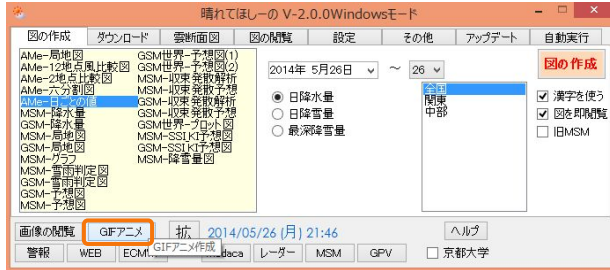 晴れてほしーの V-2.0.0Windowsモード
図の作成 ダウンロード 雲断面図 図の閲覧 設定 その他 アップデート 自動実行
AMe-局地図 GSM世界-予想図(1)
AMe-12地点風比較図 GSM世界-予想図(2)
AMe-2地点比較図 MSM-収束発散解析
AMe-六分割図 MSM-収束発散予想
AMe-日ごとの値 GSM-収束発散解析
MSM-降水量 GSM-収束発散予想
GSM-降水量 GSM世界-プロット図
MSM-局地図 MSM-SSI KI予想図
GSM-局地図 GSM-SSI KI予想図
MSM-グラフ MSM-降雪量図
MSM-雪雨判定図
GSM-雪雨判定図
GSM-予想図
MSM-予想図
2014年 5月26日 ～ 26
日降水量
日降雪量
最深降雪量
全国
関東
中部
図の作成
漢字を使う
図を即閲覧
旧MSM
画像の閲覧 GIFアニメ 拡 2014/05/26 (月) 21:46 ヘルプ
GIFアニメ作成
警報 WEB レーダー MSM GPV 京都大学